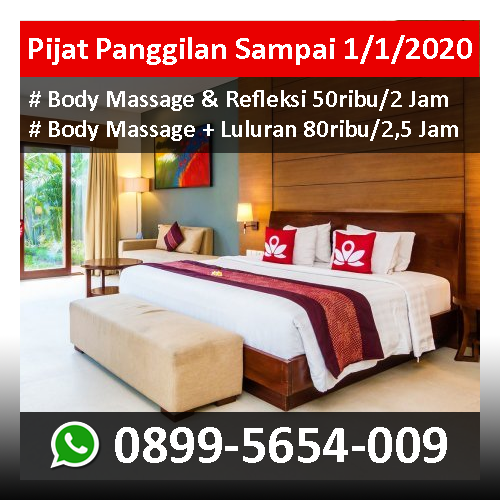 Pijat Panggilan Sampai 1/1/2020
# Body Massage & Refleksi 50ribu/2 Jam
# Body Massage + Luluran 80ribu/2,5 Jam
0899-5654-009